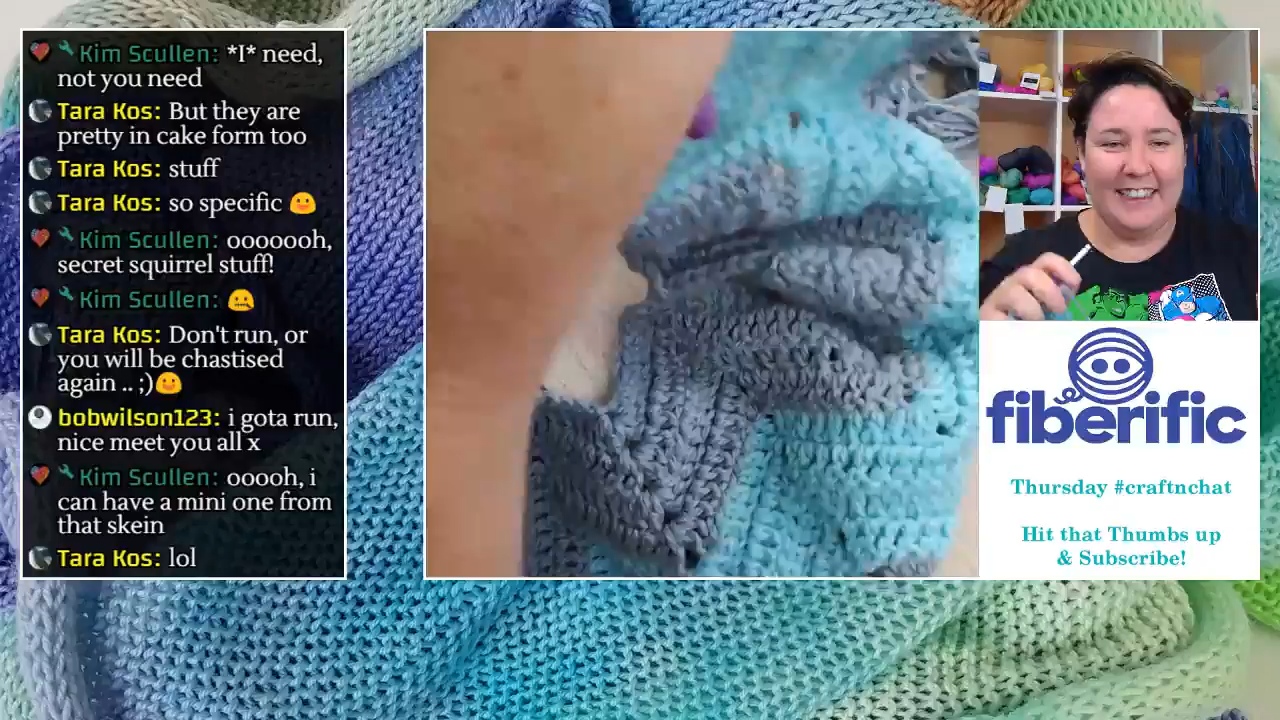 Kim Scullen: *I* need,
not you need
Tara Kos: But they are
pretty in cake form too
Tara Kos: stuff
Tara Kos: so specific
Kim Scullen: ooooooh,
secret squirrel stuff!
Kim Scullen:
Tara Kos: Don't run, or
you will be chastised
again .. ;)
bobwilson123: i gota run,
nice meet you all x
Kim Scullen: ooooh, i
can have a mini one from
that skein
Tara Kos: lol
fiberific
Thursday #craftnchat
Hit that Thumbs up
& Subscribe!